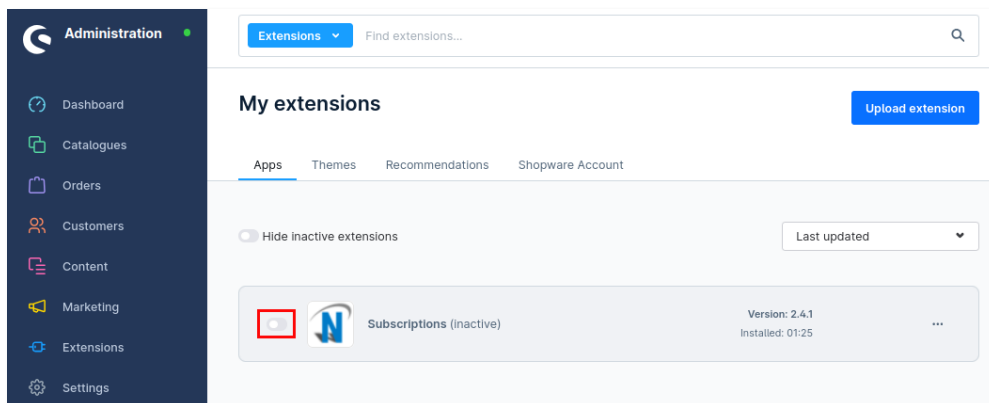 Administration
Dashboard
Catalogues
Orders
Customers
Content
Marketing
Extensions
Settings
Extensions Find extensions...
My extensions
Upload extension
Apps Themes Recommendations Shopware Account
Hide inactive extensions
Last updated
N
Subscriptions (inactive)
Version: 2.4.1
Installed: 01:25